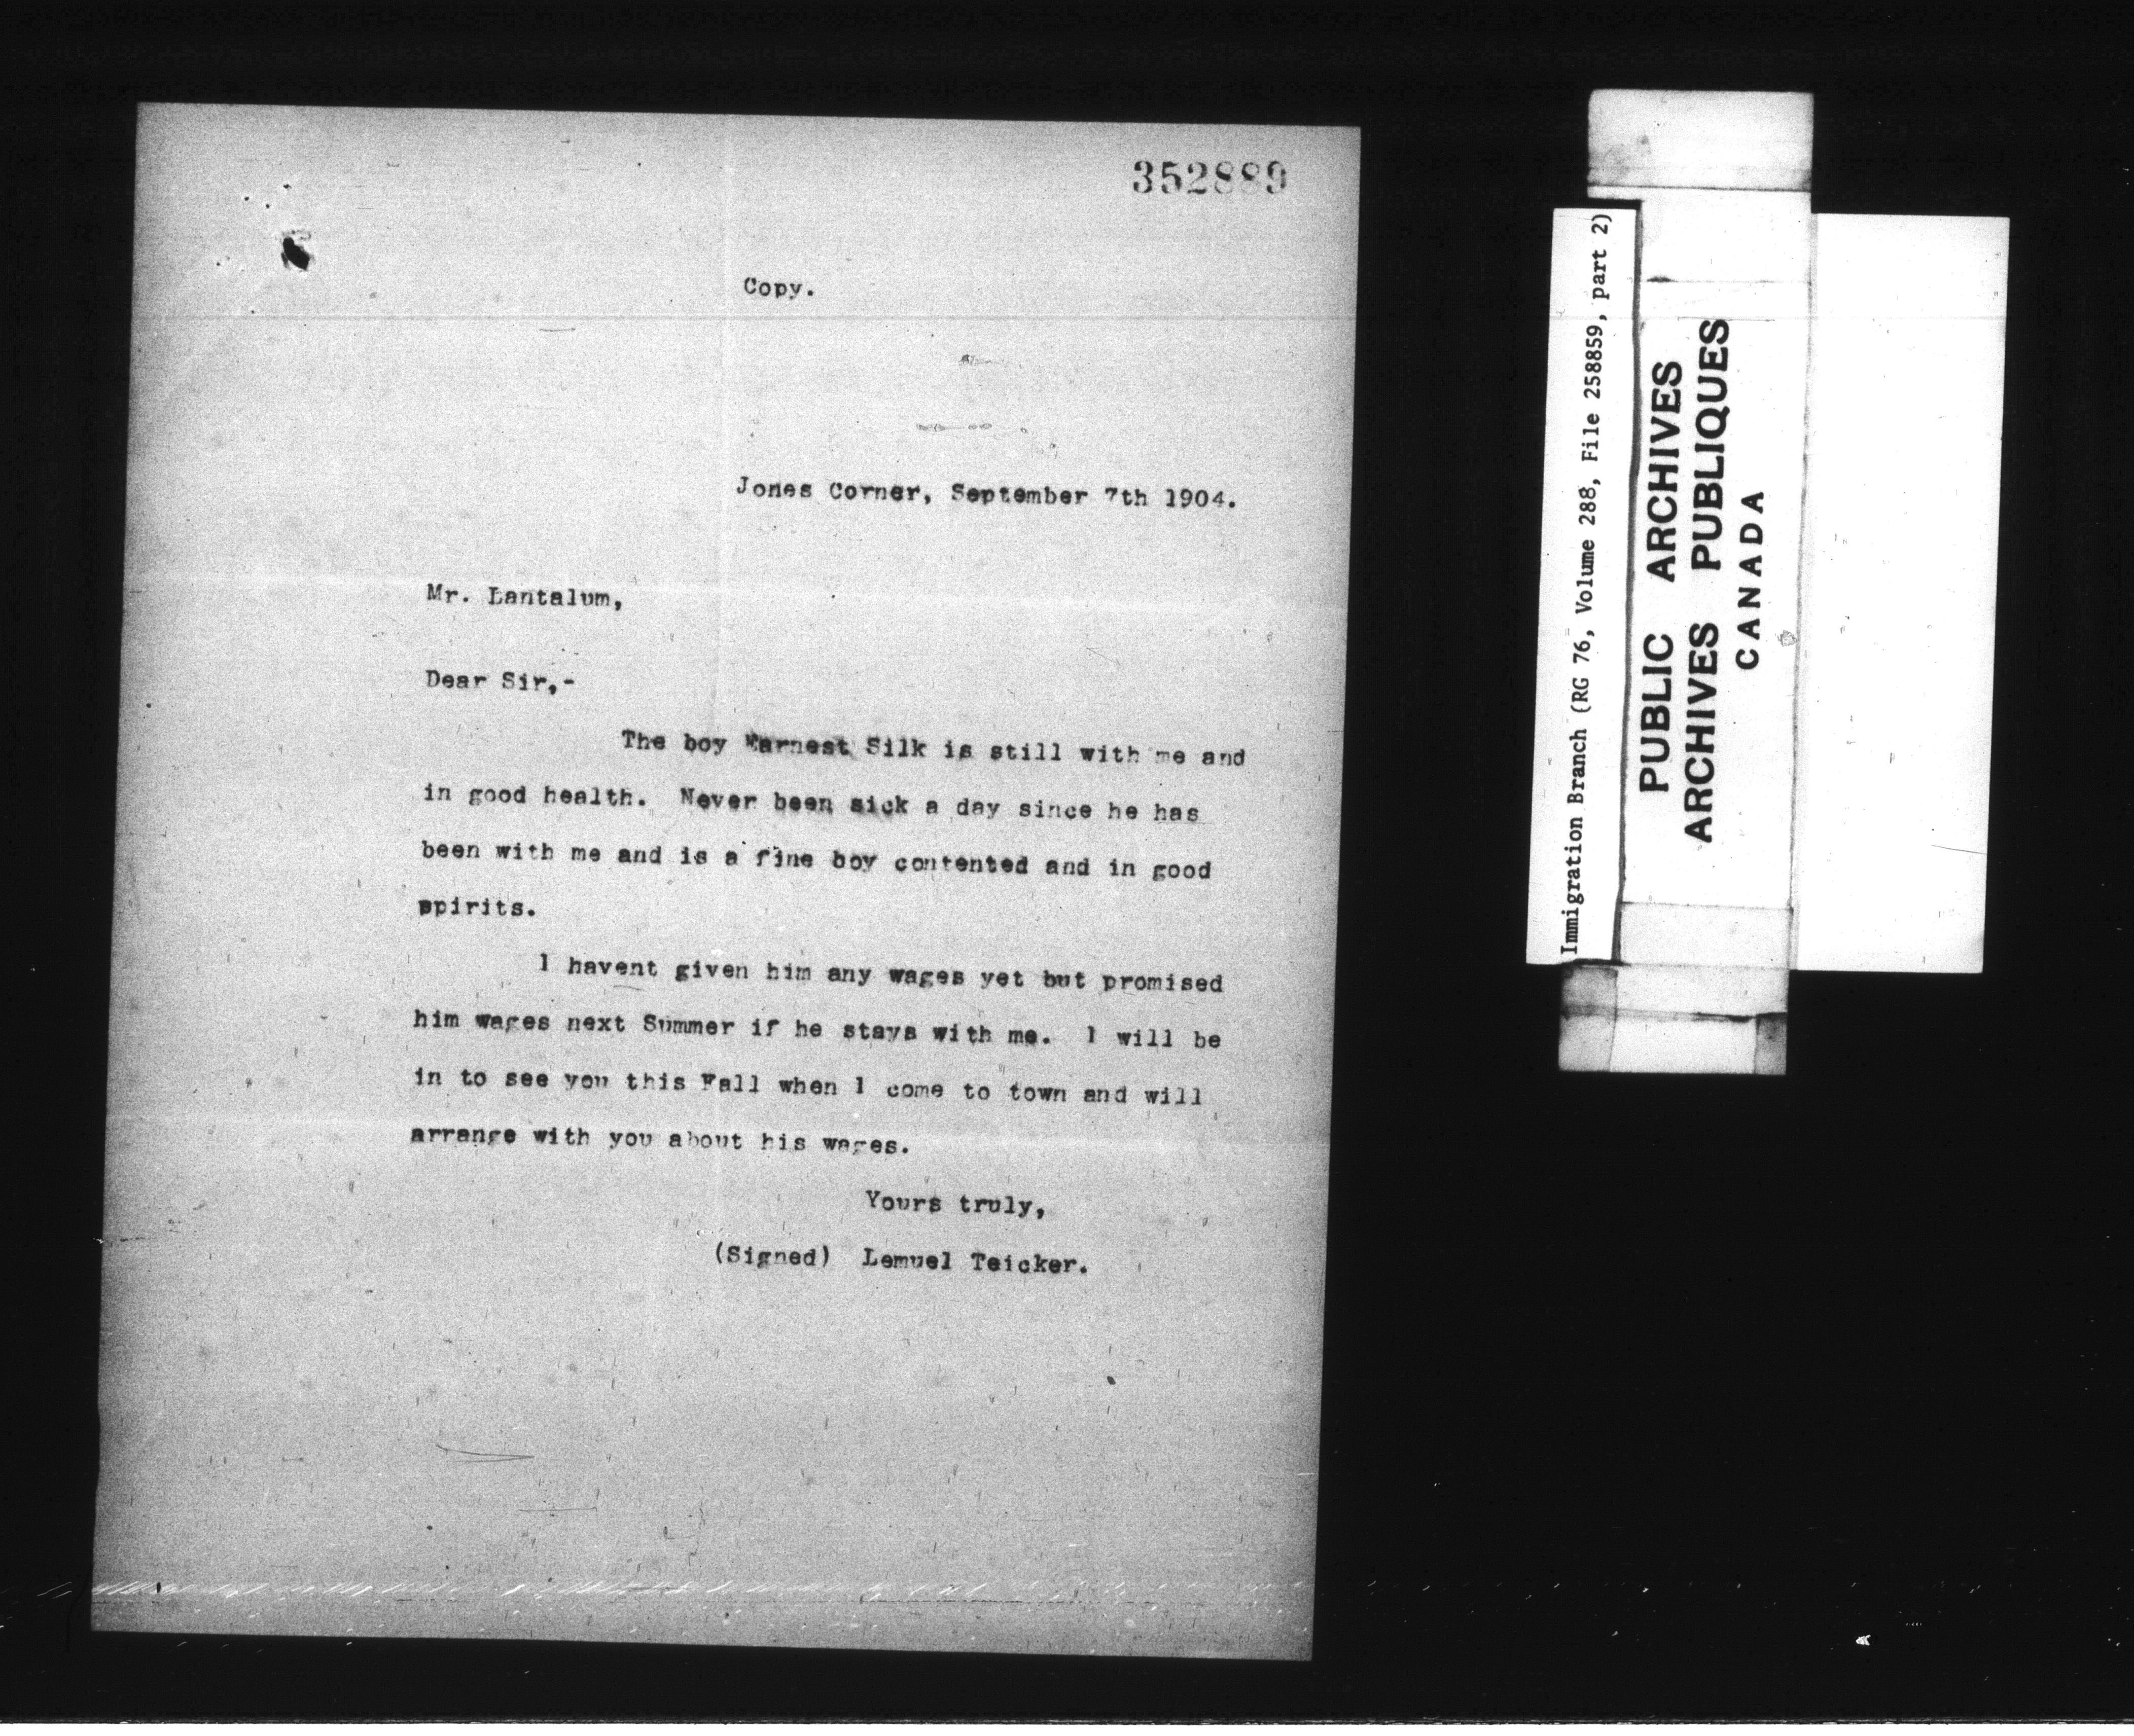 352889
Copy.
Jones Corner, September 7th 1904.
Mr. Lantalum,
Dear Sir,-
The boy Earnest Silk is still with me and
in good health. Never been sick a day since he has
been with me and is a fine boy contented and in good
spirits.
I havent given him any wages yet but promised
him wages next Summer if he stays with me. I will be
in to see you this Fall when I come to town and will
arrange with you about his wages.
Yours truly,
(Signed) Lemuel Teicker.
Immigration Branch (RG 76, Volume 288, File 258859, part 2)
PUBLIC ARCHIVES
ARCHIVES PUBLIQUES
CANADA